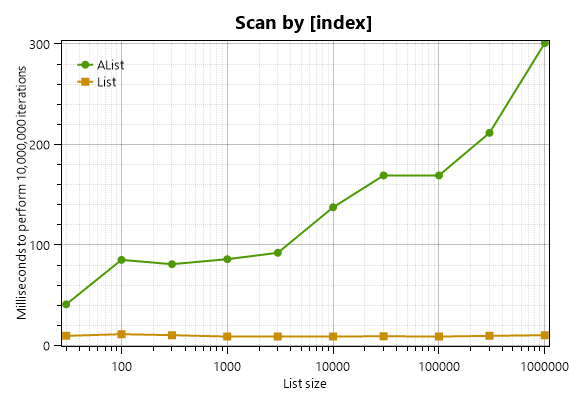 Scan by [index]
Milliseconds to perform 10,000,000 iterations
300
200
100
0
AList
List
100
1000
10000
100000
1000000
List size